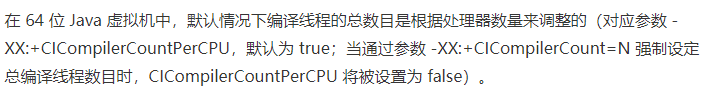 在 64 位 Java 虚拟机中，默认情况下编译线程的总数目是根据处理器数量来调整的（对应参数 -
XX:+CICompilerCountPerCPU，默认为 true；当通过参数 -XX:+CICompilerCount=N 强制设定
总编译线程数目时，CICompilerCountPerCPU 将被设置为 false）。